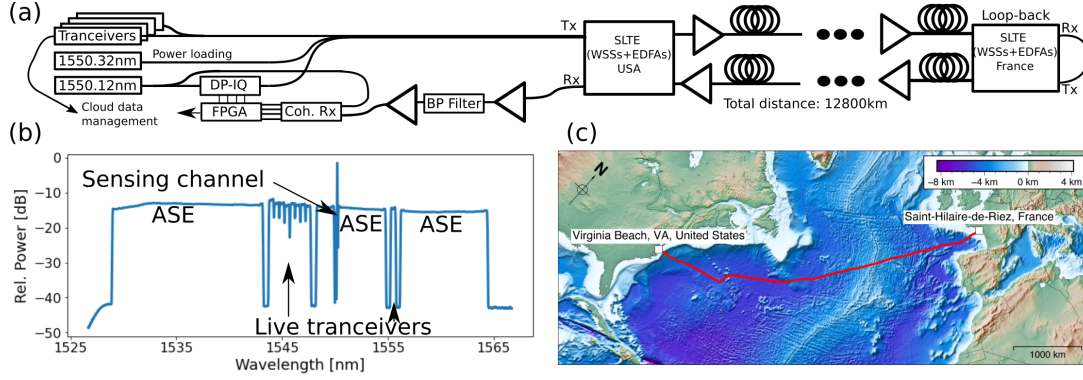 (a)
Tranceivers
1550.32nm
Power loading
1550.12nm
DP-IQ
FPGA
Coh. Rx
Cloud data
management
BP Filter
Tx
Rx
SLTE
(WSSs+EDFAs)
USA
Total distance: 12800km
Loop-back
SLTE
(WSSs+EDFAs)
France
Rx
Tx
(b)
0
−10
−20
−30
−40
−50
Rel. Power [dB]
Sensing channel
ASE
ASE
ASE
Live tranceivers
1525
1535
1545
1555
1565
Wavelength [nm]
(c)
N
−8 km
−4 km
0 km
4 km
Saint-Hilaire-de-Riez, France
Virginia Beach, VA, United States
1000 km